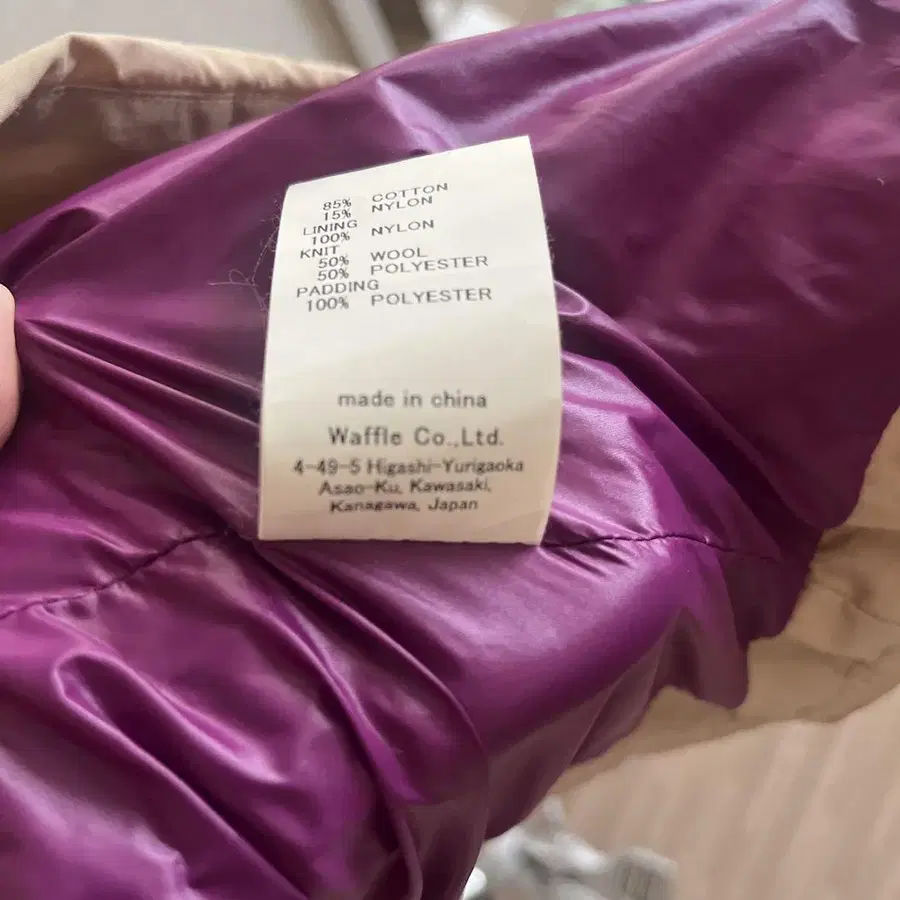 85% COTTON
15% NYLON
LINING
100% NYLON
KNIT
50% WOOL
50% POLYESTER
PADDING
100% POLYESTER
made in china
Waffle Co.,Ltd.
4-49-5 Higashi-Yurigaoka
Asao-Ku, Kawasaki,
Kanagawa, Japan